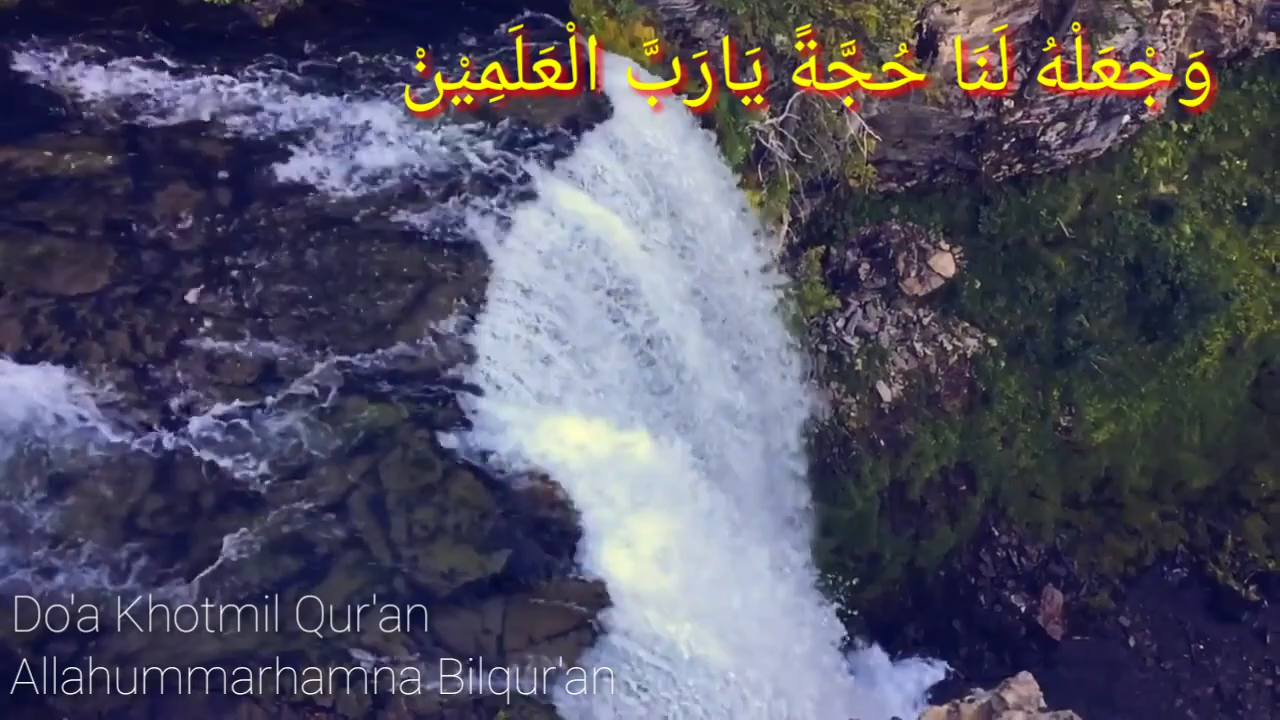 وَجْعَلْهُ لَنَا حُجَّةً يَارَبَّ الْعَلَمِيْنْ
Do'a Khotmil Qur'an
Allahummarhamna Bilqur'an